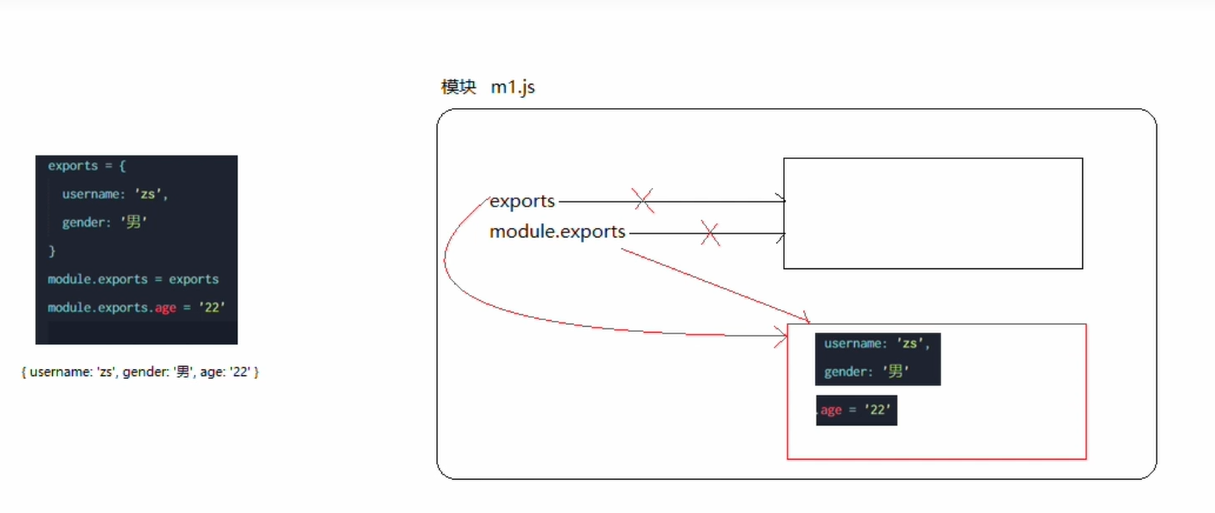 模块 m1.js
exports = {
username: 'zs',
gender: '男'
}
module.exports = exports
module.exports.age = '22'
{ username: 'zs', gender: '男', age: '22' }
exports
module.exports
username: 'zs',
gender: '男'
.age = '22'